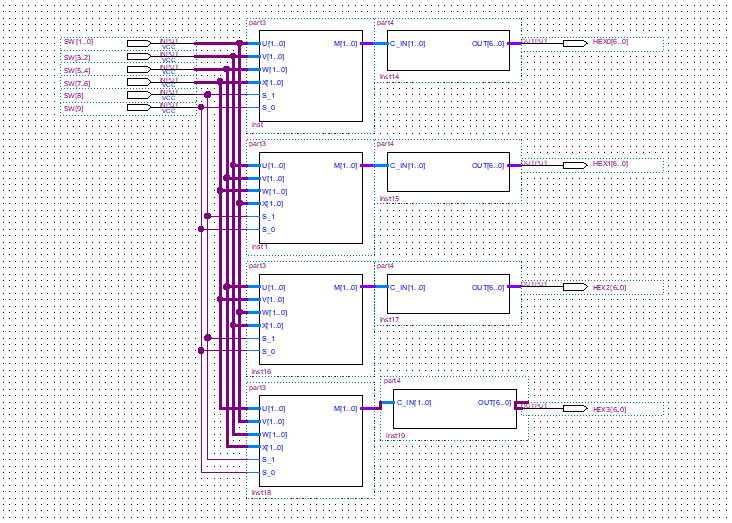 part3
part4
SW[1..0]
INPUT
VCC
U[1..0]
M[1..0]
C_IN[1..0]
OUT[6..0]
OUTPUT
HEX0[6..0]
SW[3..2]
INPUT
VCC
V[1..0]
SW[5..4]
INPUT
VCC
W[1..0]
SW[7..6]
INPUT
VCC
X[1..0]
inst14
SW[8]
INPUT
VCC
S_1
SW[9]
INPUT
VCC
S_0
inst
part3
part4
U[1..0]
M[1..0]
C_IN[1..0]
OUT[6..0]
OUTPUT
HEX1[6..0]
V[1..0]
W[1..0]
inst15
X[1..0]
S_1
S_0
inst1
part3
part4
U[1..0]
M[1..0]
C_IN[1..0]
OUT[6..0]
OUTPUT
HEX2[6..0]
V[1..0]
W[1..0]
inst17
X[1..0]
S_1
S_0
inst16
part4
part3
C_IN[1..0]
OUT[6..0]
U[1..0]
M[1..0]
OUTPUT
HEX3[6..0]
V[1..0]
W[1..0]
inst19
X[1..0]
S_1
S_0
inst18